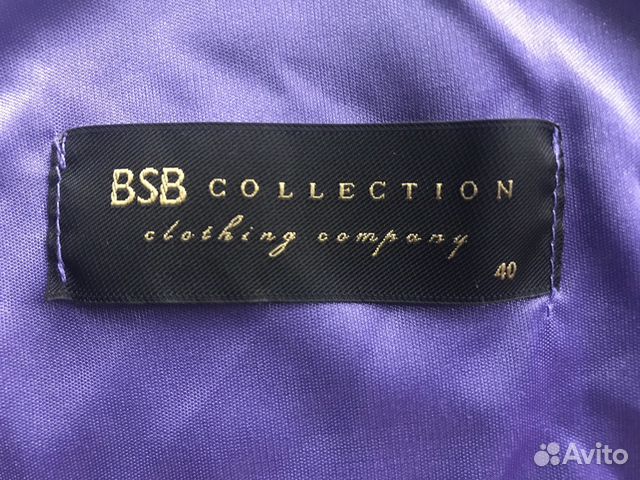 BSB COLLECTION
clothing company
40
Avito